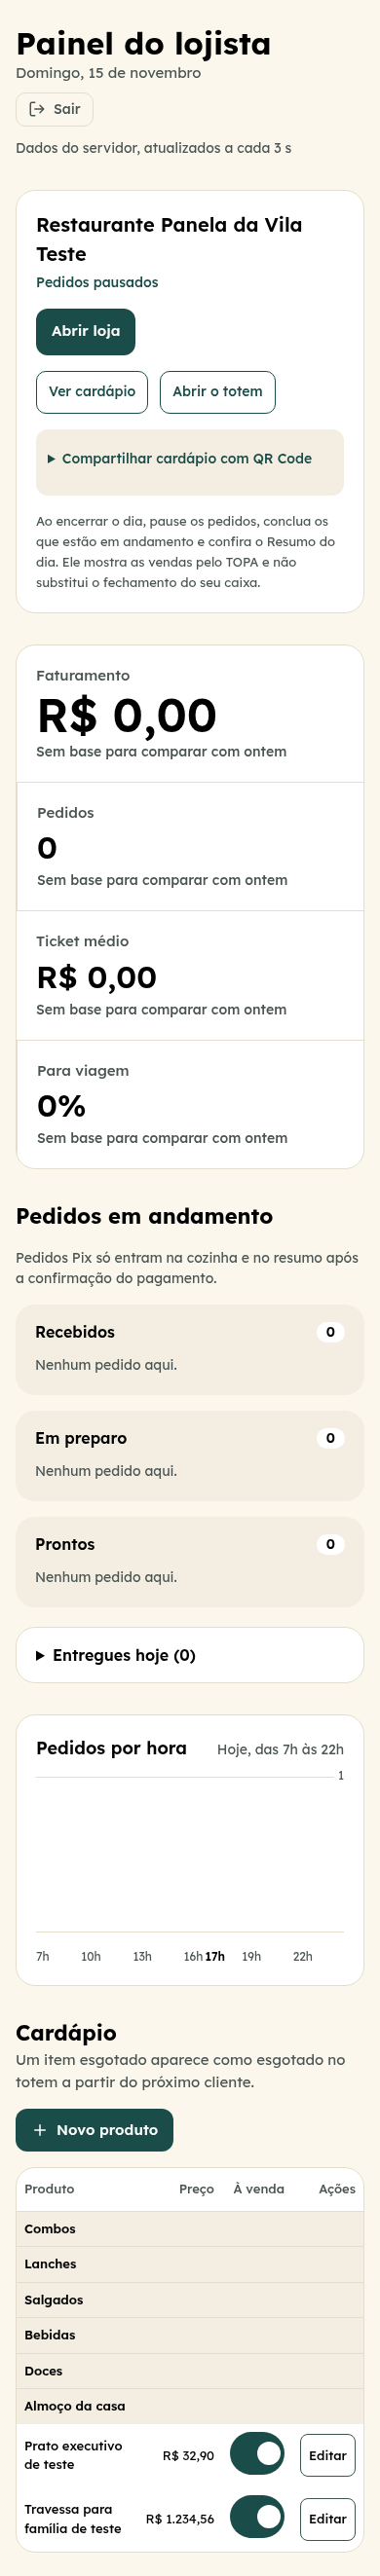 Painel do lojista
Domingo, 15 de novembro
Sair
Dados do servidor, atualizados a cada 3 s
Restaurante Panela da Vila
Teste
Pedidos pausados
Abrir loja
Ver cardápio
Abrir o totem
Compartilhar cardápio com QR Code
Ao encerrar o dia, pause os pedidos, conclua os
que estão em andamento e confira o Resumo do
dia. Ele mostra as vendas pelo TOPA e não
substitui o fechamento do seu caixa.
Faturamento
R$ 0,00
Sem base para comparar com ontem
Pedidos
0
Sem base para comparar com ontem
Ticket médio
R$ 0,00
Sem base para comparar com ontem
Para viagem
0%
Sem base para comparar com ontem
Pedidos em andamento
Pedidos Pix só entram na cozinha e no resumo após
a confirmação do pagamento.
Recebidos 0
Nenhum pedido aqui.
Em preparo 0
Nenhum pedido aqui.
Prontos 0
Nenhum pedido aqui.
Entregues hoje (0)
Pedidos por hora Hoje, das 7h às 22h
1
7h 10h 13h 16h 17h 19h 22h
Cardápio
Um item esgotado aparece como esgotado no
totem a partir do próximo cliente.
Novo produto
Produto Preço À venda Ações
Combos
Lanches
Salgados
Bebidas
Doces
Almoço da casa
Prato executivo
de teste
R$ 32,90
Editar
Travessa para
família de teste
R$ 1.234,56
Editar